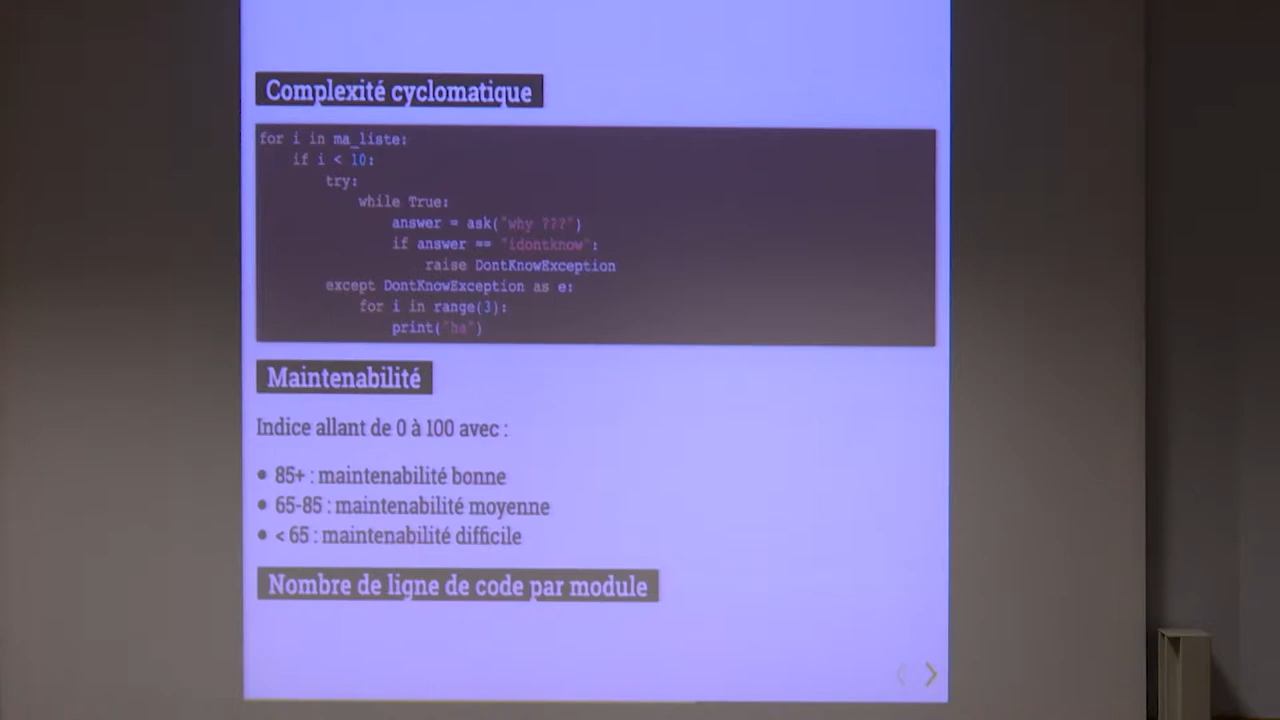 Complexité cyclomatique
for i in ma_liste:
    if i < 10:
        try:
            while True:
                answer = ask("why ???")
                if answer == "idontknow":
                    raise DontKnowException
        except DontKnowException as e:
            for i in range(3):
                print("ha")
Maintenabilité
Indice allant de 0 à 100 avec :
• 85+ : maintenabilité bonne
• 65-85 : maintenabilité moyenne
• < 65 : maintenabilité difficile
Nombre de ligne de code par module